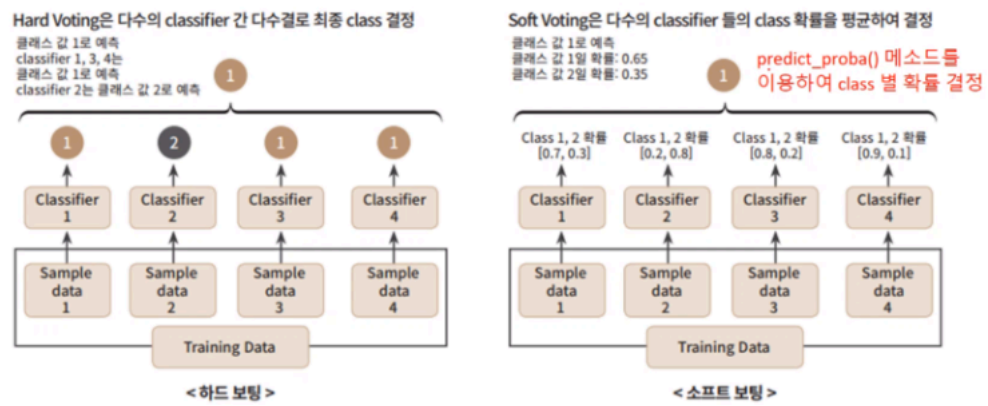 Hard Voting은 다수의 classifier 간 다수결로 최종 class 결정
클래스 값 1로 예측
classifier 1, 3, 4는
클래스 값 1로 예측
classifier 2는 클래스 값 2로 예측
1
1
2
1
1
Classifier
1
Classifier
2
Classifier
3
Classifier
4
Sample
data
1
Sample
data
2
Sample
data
3
Sample
data
4
Training Data
< 하드 보팅 >
Soft Voting은 다수의 classifier 들의 class 확률을 평균하여 결정
클래스 값 1로 예측
클래스 값 1일 확률: 0.65
클래스 값 2일 확률: 0.35
1
predict_proba() 메소드를
이용하여 class 별 확률 결정
Class 1, 2 확률
[0.7, 0.3]
Class 1, 2 확률
[0.2, 0.8]
Class 1, 2 확률
[0.8, 0.2]
Class 1, 2 확률
[0.9, 0.1]
Classifier
1
Classifier
2
Classifier
3
Classifier
4
Sample
data
1
Sample
data
2
Sample
data
3
Sample
data
4
Training Data
< 소프트 보팅 >